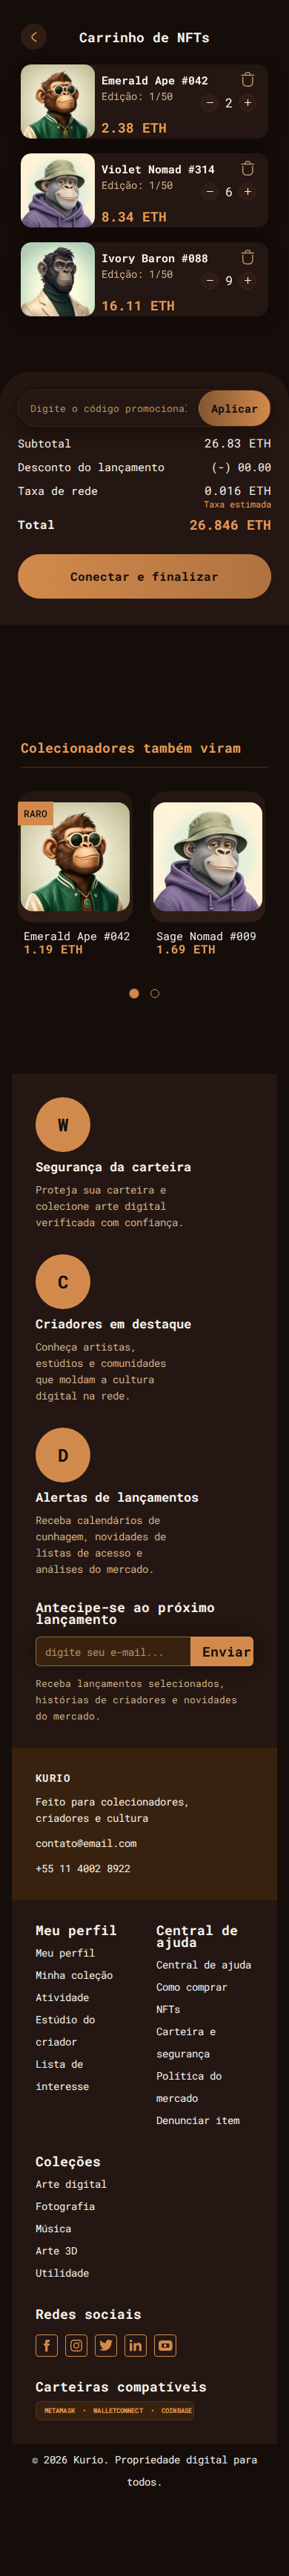 Carrinho de NFTs
Emerald Ape #042
Edição: 1/50
2
2.38 ETH
Violet Nomad #314
Edição: 1/50
6
8.34 ETH
Ivory Baron #088
Edição: 1/50
9
16.11 ETH
Digite o código promocional
Aplicar
Subtotal 26.83 ETH
Desconto do lançamento (-) 00.00
Taxa de rede 0.016 ETH
Taxa estimada
Total 26.846 ETH
Conectar e finalizar
Colecionadores também viram
RARO
Emerald Ape #042
1.19 ETH
Sage Nomad #009
1.69 ETH
W
Segurança da carteira
Proteja sua carteira e
colecione arte digital
verificada com confiança.
C
Criadores em destaque
Conheça artistas,
estúdios e comunidades
que moldam a cultura
digital na rede.
D
Alertas de lançamentos
Receba calendários de
cunhagem, novidades de
listas de acesso e
análises do mercado.
Antecipe-se ao próximo
lançamento
digite seu e-mail...
Enviar
Receba lançamentos selecionados,
histórias de criadores e novidades
do mercado.
KURIO
Feito para colecionadores,
criadores e cultura
contato@email.com
+55 11 4002 8922
Meu perfil
Meu perfil
Minha coleção
Atividade
Estúdio do
criador
Lista de
interesse
Central de
ajuda
Central de ajuda
Como comprar
NFTs
Carteira e
segurança
Política do
mercado
Denunciar item
Coleções
Arte digital
Fotografia
Música
Arte 3D
Utilidade
Redes sociais
Carteiras compatíveis
METAMASK • WALLETCONNECT • COINBASE
© 2026 Kurio. Propriedade digital para
todos.